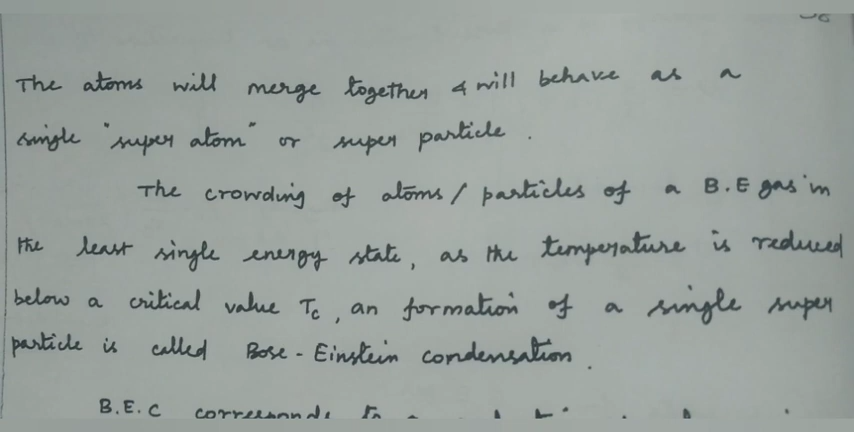 The atoms will merge together & will behave as a
single "super atom" or super particle .
The crowding of atoms / particles of a B.E gas in
the least single energy state, as the temperature is reduced
below a critical value Tc, an formation of a single super
particle is called Bose - Einstein condensation .
B.E.C corresponds to a